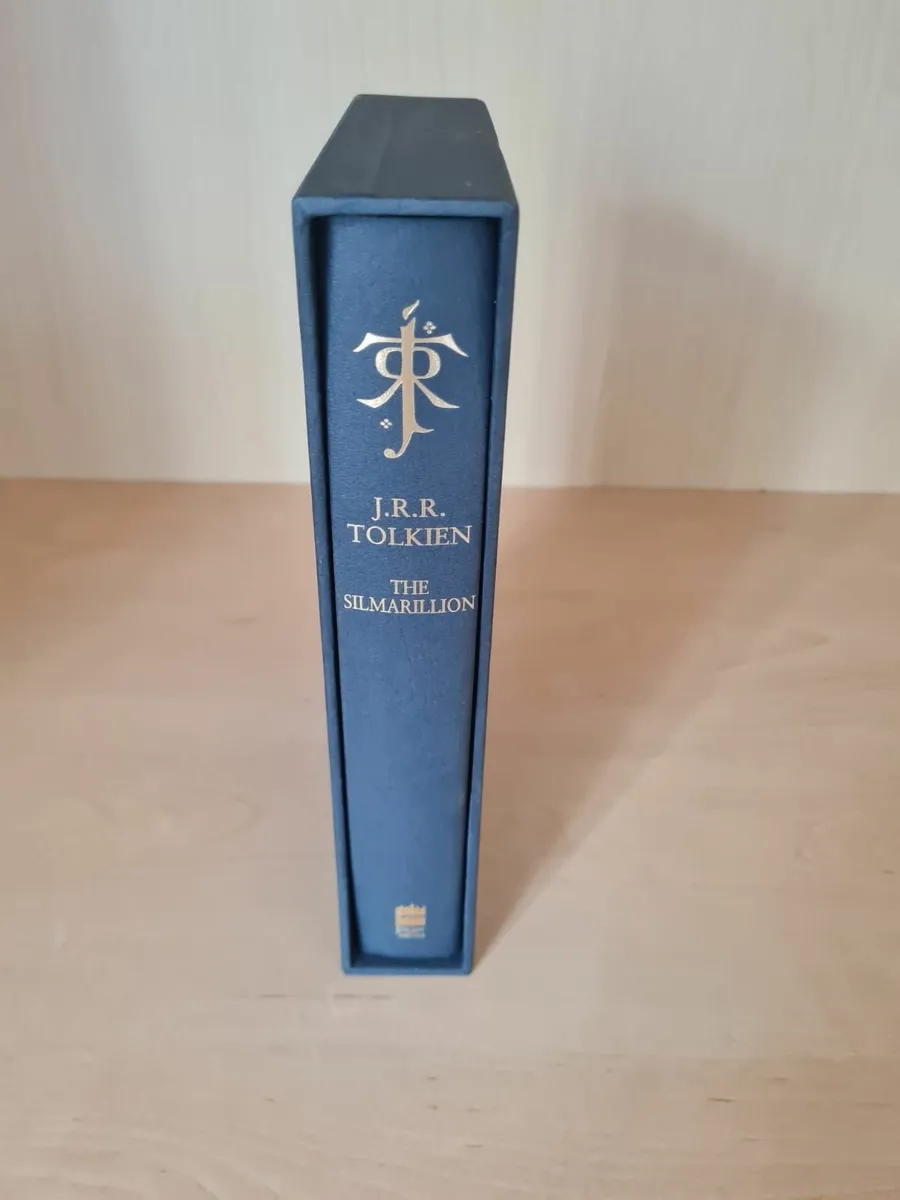 J.R.R.
TOLKIEN
THE
SILMARILLION